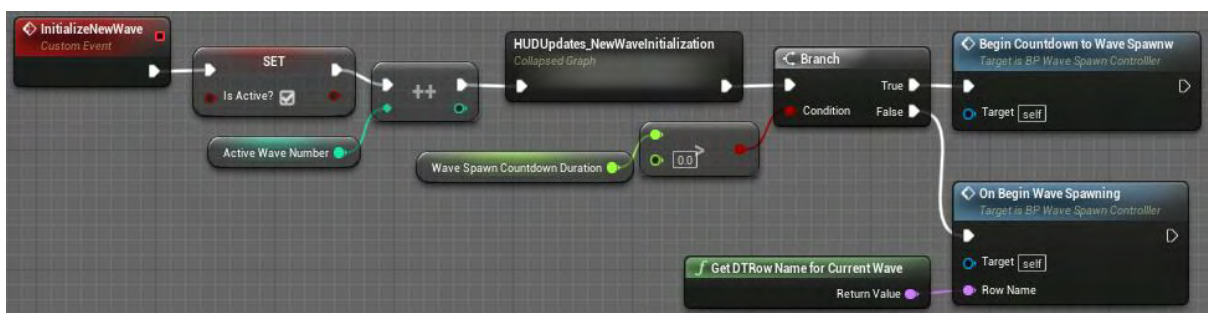 InitializeNewWave
Custom Event
SET
Is Active?
Active Wave Number
++
HUDUpdates_NewWaveInitialization
Collapsed Graph
Wave Spawn Countdown Duration
0.0
>
Branch
True
Condition
False
Begin Countdown to Wave Spawnw
Target is BP Wave Spawn Controlller
Target self
On Begin Wave Spawning
Target is BP Wave Spawn Controlller
Target self
Row Name
f Get DTRow Name for Current Wave
Return Value